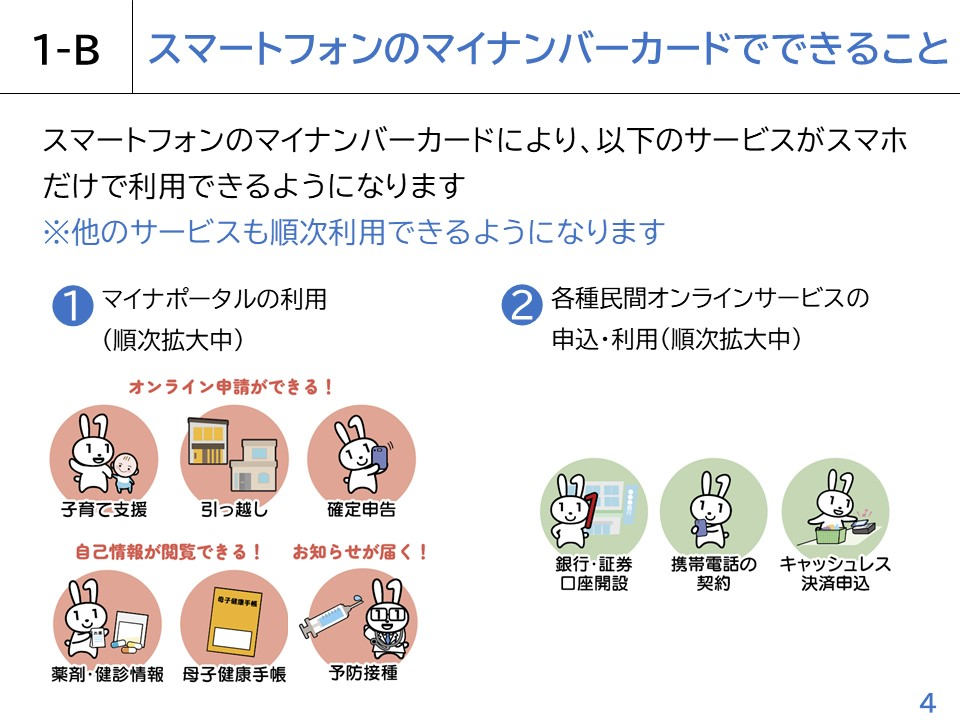 1-B
スマートフォンのマイナンバーカードでできること
スマートフォンのマイナンバーカードにより、以下のサービスがスマホ
だけで利用できるようになります
※他のサービスも順次利用できるようになります
1 マイナポータルの利用
（順次拡大中）
オンライン申請ができる！
子育て支援
引っ越し
確定申告
自己情報が閲覧できる！
お知らせが届く！
母子健康手帳
薬剤・健診情報
母子健康手帳
予防接種
2 各種民間オンラインサービスの
申込・利用（順次拡大中）
銀行・証券
口座開設
携帯電話の
契約
キャッシュレス
決済申込
4